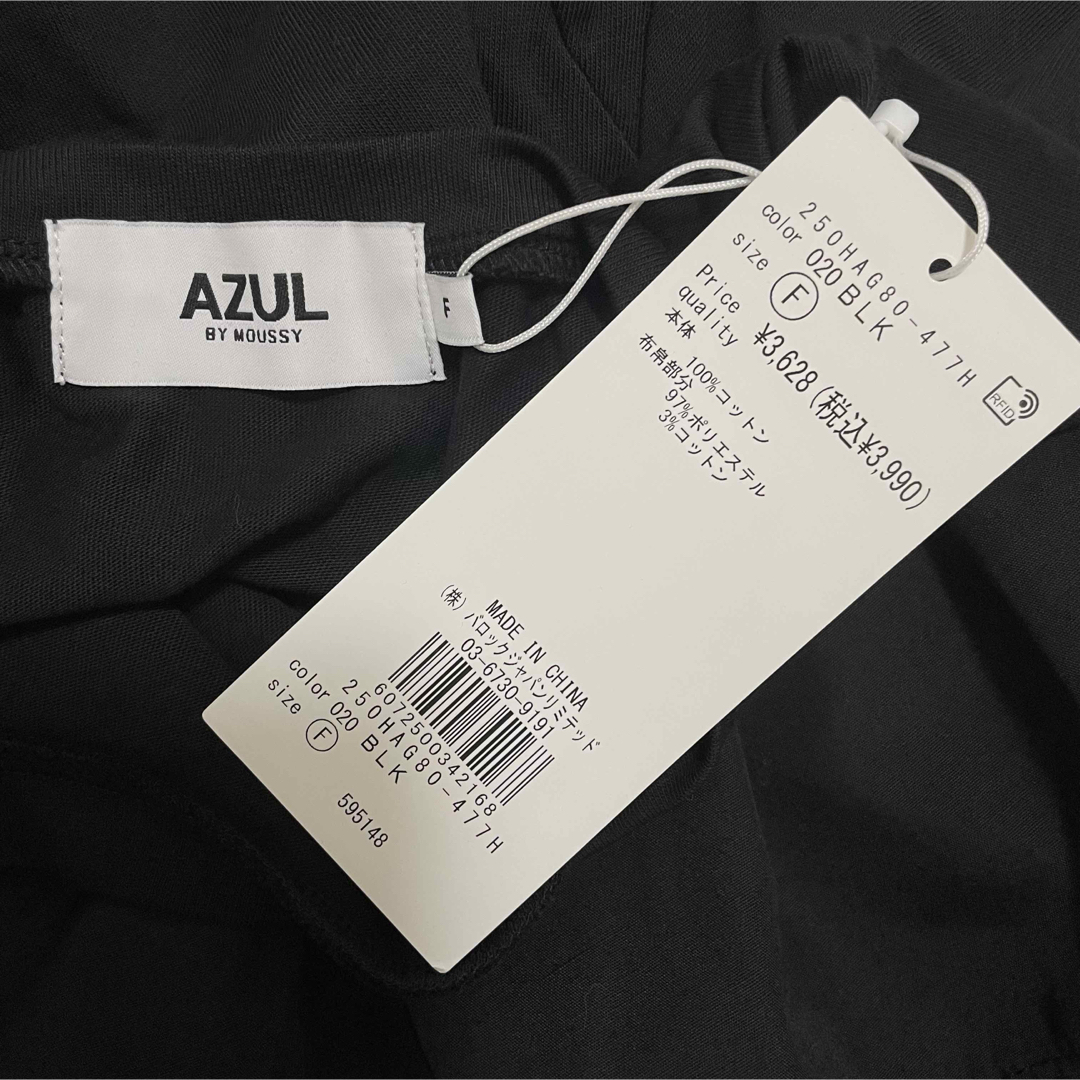 AZUL
BY MOUSSY
F
250HAG80-477H
color 020 BLK
size F
Price ¥3,628 (税込¥3,990)
quality
本体 100%コットン
布帛部分 97%ポリエステル
3%コットン
RFID
MADE IN CHINA
(株) バロックジャパンリミテッド
03-6730-9191
6072500342168
250HAG80-477H
color 020 BLK
size F
595148